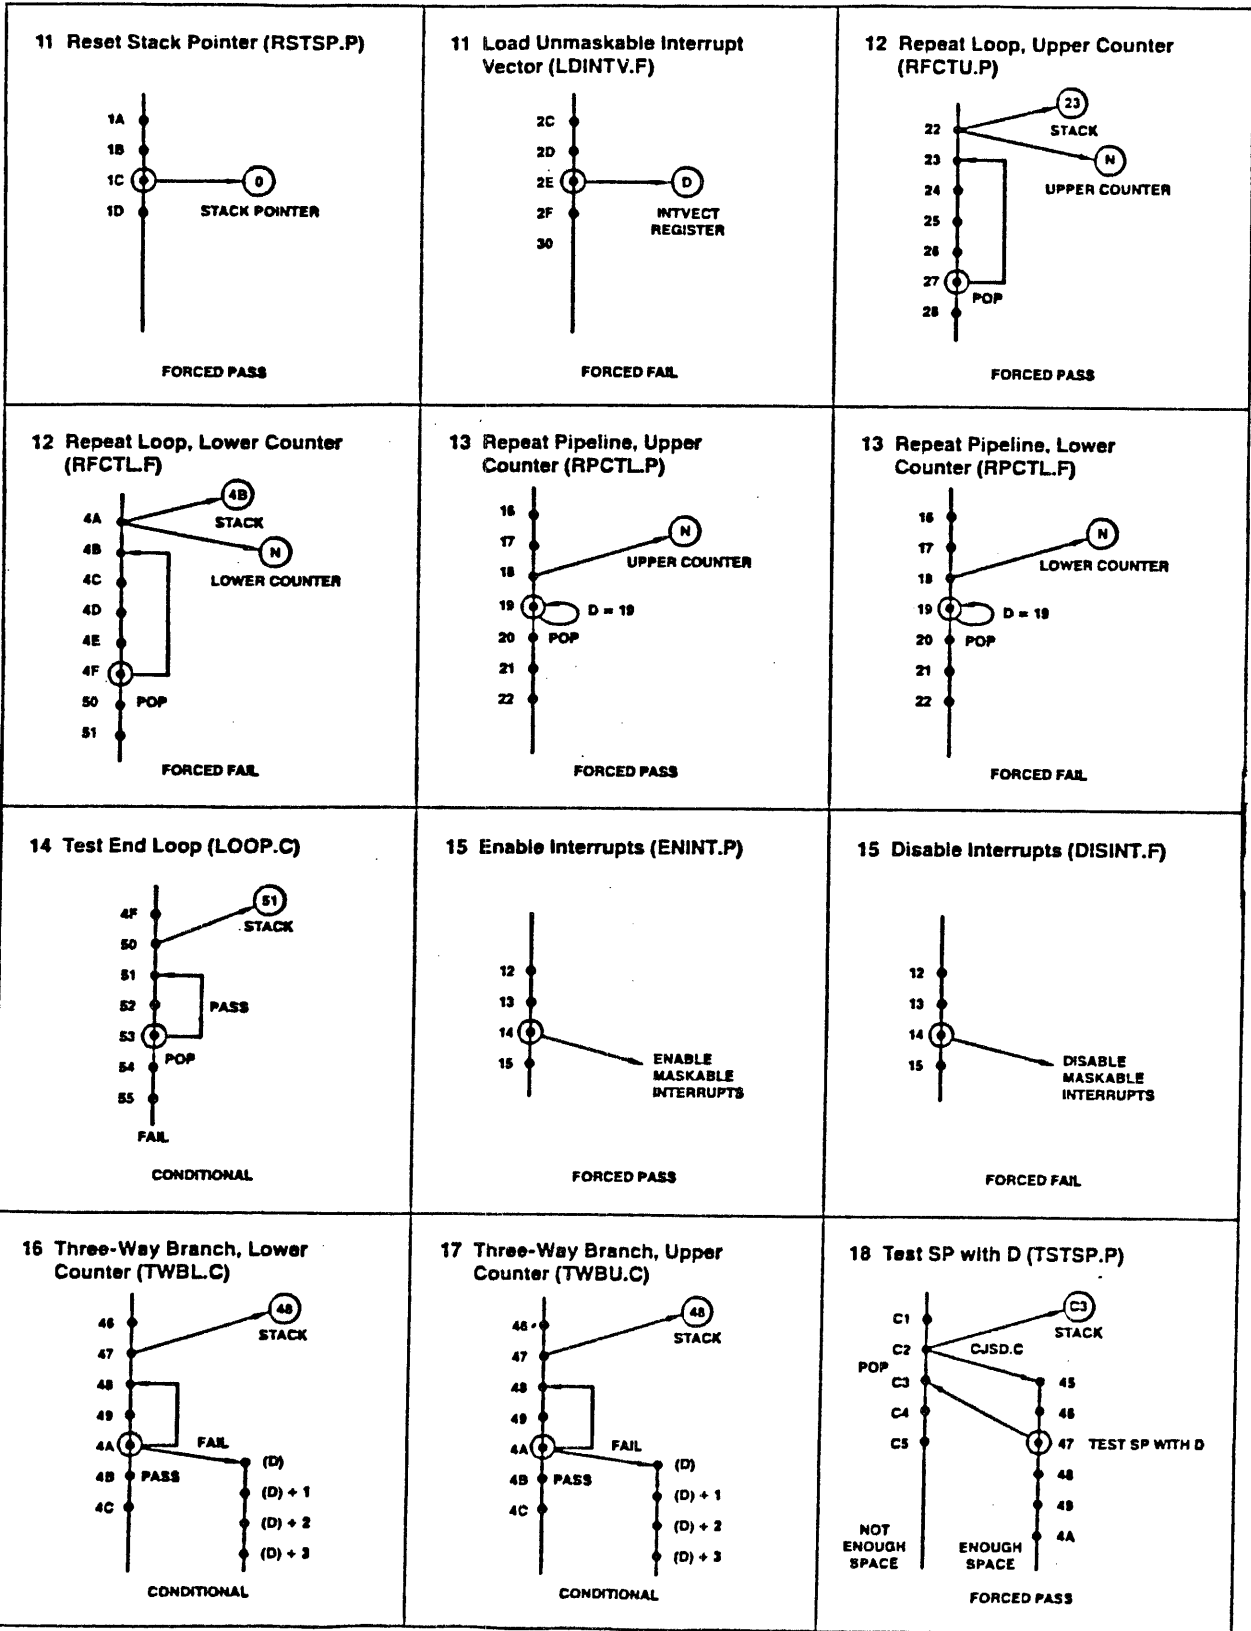 11 Reset Stack Pointer (RSTSP.P)
1A
1B
1C
0
1D
STACK POINTER
FORCED PASS
11 Load Unmaskable Interrupt
Vector (LDINTV.F)
2C
2D
2E
D
2F
INTVECT
REGISTER
30
FORCED FAIL
12 Repeat Loop, Upper Counter
(RFCTU.P)
23
22
STACK
23
N
24
UPPER COUNTER
25
26
27
POP
28
FORCED PASS
12 Repeat Loop, Lower Counter
(RFCTL.F)
4B
4A
STACK
4B
N
4C
LOWER COUNTER
4D
4E
4F
50 POP
51
FORCED FAIL
13 Repeat Pipeline, Upper
Counter (RPCTL.P)
16
N
17
UPPER COUNTER
18
19
D = 19
20 POP
21
22
FORCED PASS
13 Repeat Pipeline, Lower
Counter (RPCTL.F)
16
N
17
LOWER COUNTER
18
19
D = 19
20 POP
21
22
FORCED FAIL
14 Test End Loop (LOOP.C)
51
4F
STACK
50
51
52
PASS
53
POP
54
55
FAIL
CONDITIONAL
15 Enable Interrupts (ENINT.P)
12
13
14
15
ENABLE
MASKABLE
INTERRUPTS
FORCED PASS
15 Disable Interrupts (DISINT.F)
12
13
14
15
DISABLE
MASKABLE
INTERRUPTS
FORCED FAIL
16 Three-Way Branch, Lower
Counter (TWBL.C)
48
46
STACK
47
48
49
4A
FAIL
(D)
4B PASS
(D) + 1
4C
(D) + 2
(D) + 3
CONDITIONAL
17 Three-Way Branch, Upper
Counter (TWBU.C)
48
46
STACK
47
48
49
4A
FAIL
(D)
4B PASS
(D) + 1
4C
(D) + 2
(D) + 3
CONDITIONAL
18 Test SP with D (TSTSP.P)
C3
C1
STACK
C2
CJSD.C
POP
C3
45
C4
46
C5
47 TEST SP WITH D
48
49
4A
NOT
ENOUGH
SPACE
ENOUGH
SPACE
FORCED PASS